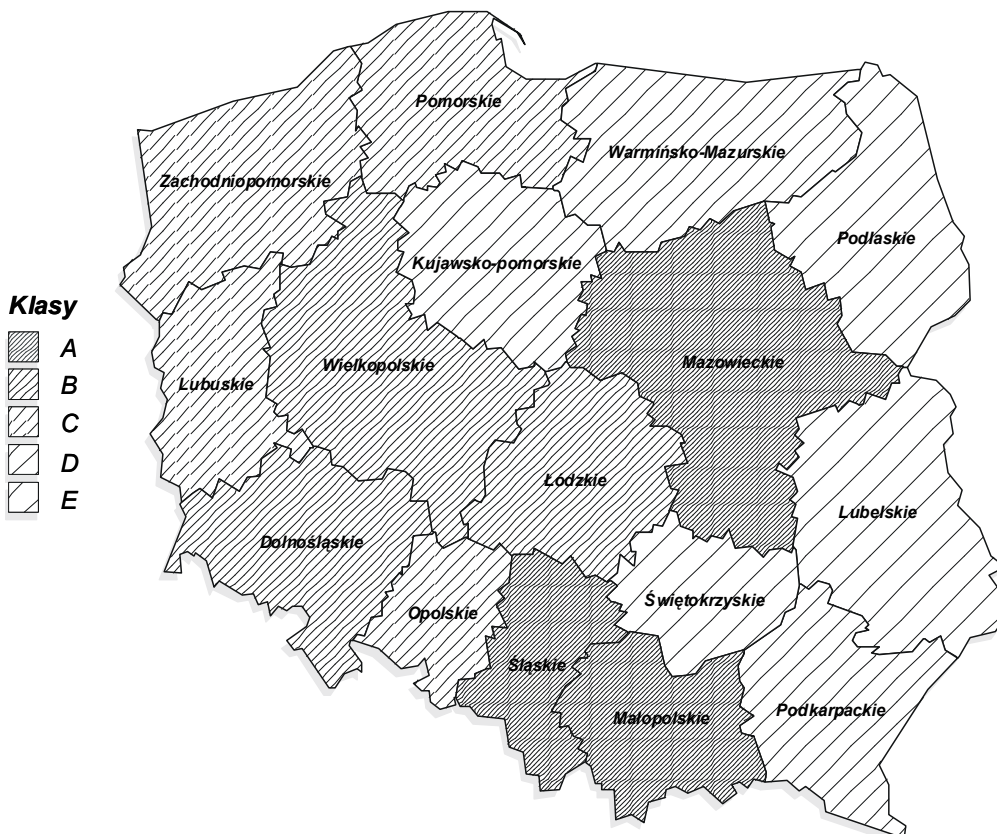 Pomorskie
Warmińsko-Mazurskie
Zachodniopomorskie
Podlaskie
Kujawsko-pomorskie
Klasy
A
B
C
D
E
Wielkopolskie
Mazowieckie
Lubuskie
Łódzkie
Lubelskie
Dolnośląskie
Świętokrzyskie
Opolskie
Śląskie
Małopolskie
Podkarpackie